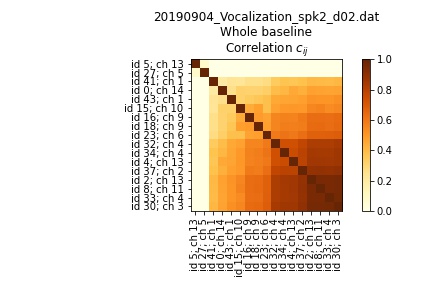 20190904_Vocalization_spk2_d02.dat
Whole baseline
Correlation c_ij
id 5; ch 13
id 27; ch 5
id 41; ch 1
id 0; ch 14
id 43; ch 1
id 15; ch 10
id 16; ch 9
id 18; ch 9
id 23; ch 6
id 32; ch 4
id 34; ch 4
id 4; ch 13
id 37; ch 2
id 2; ch 13
id 8; ch 11
id 33; ch 4
id 30; ch 3
1.0
0.8
0.6
0.4
0.2
0.0
id 5; ch 13
id 27; ch 5
id 41; ch 1
id 0; ch 14
id 43; ch 1
id 15; ch 10
id 16; ch 9
id 18; ch 9
id 23; ch 6
id 32; ch 4
id 34; ch 4
id 4; ch 13
id 37; ch 2
id 2; ch 13
id 8; ch 11
id 33; ch 4
id 30; ch 3